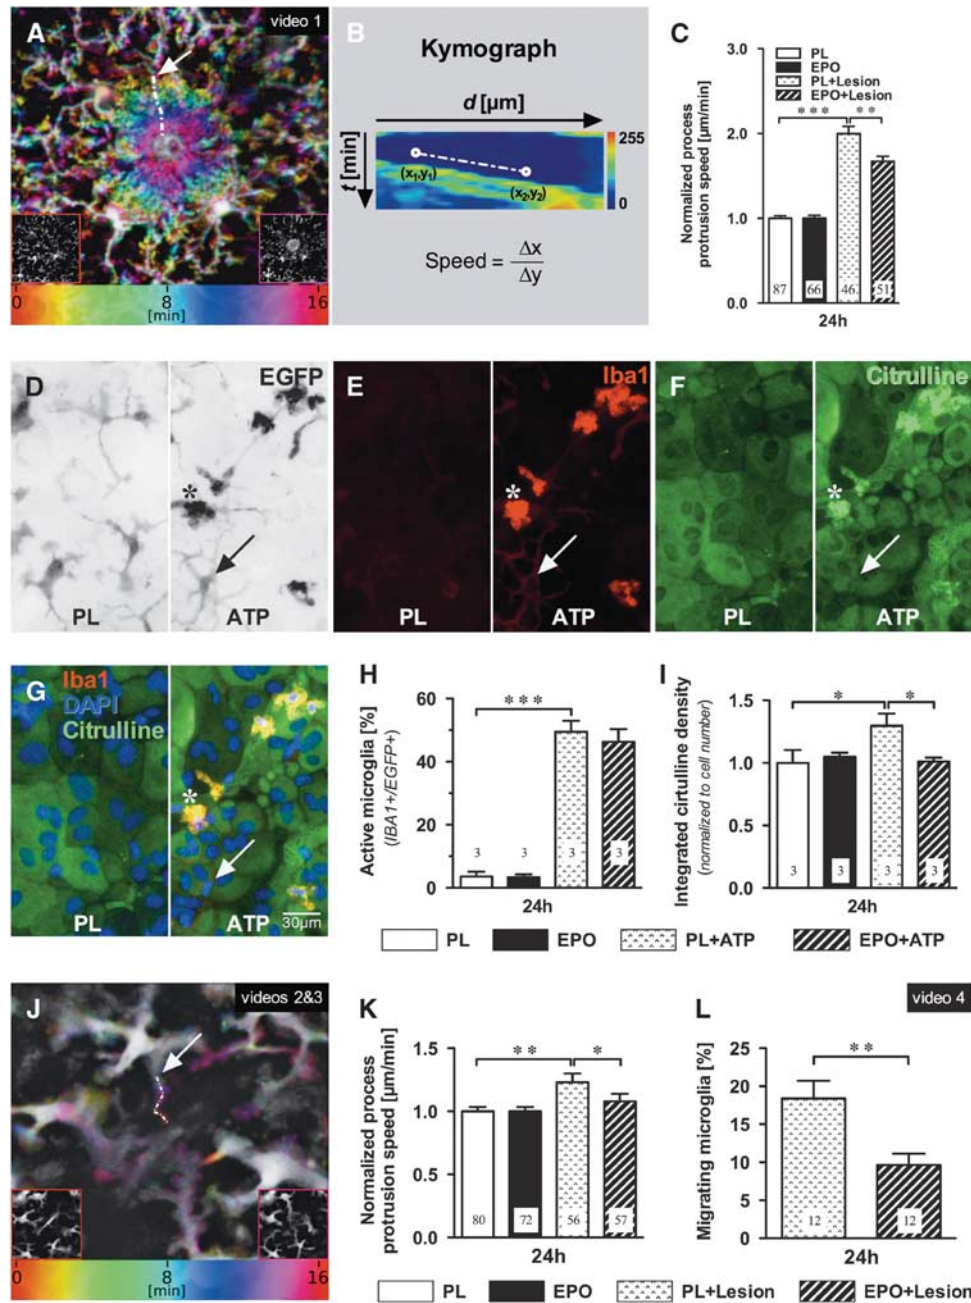 A
video 1
0
8
16
[min]
B
Kymograph
d [µm]
t [min]
(x1,y1)
(x2,y2)
255
0
Speed = Δx
Δy
C
Normalized process
protrusion speed [µm/min]
3.0
2.0
1.0
0.0
PL
EPO
PL+Lesion
EPO+Lesion
*** **
87 66 46 51
24h
D
EGFP
*
PL
ATP
E
Iba1
*
PL
ATP
F
Citrulline
*
PL
ATP
G
Iba1
DAPI
Citrulline
*
PL
ATP
30µm
H
Active microglia [%]
(IBA1+/EGFP+)
60
40
20
0
***
3 3 3 3
24h
I
Integrated cirtulline density
(normalized to cell number)
1.5
1.0
0.5
0.0
* *
3 3 3 3
24h
PL EPO PL+ATP EPO+ATP
J
videos 2&3
0
8
16
[min]
K
Normalized process
protrusion speed [µm/min]
1.5
1.0
0.5
0.0
** *
80 72 56 57
24h
L
video 4
Migrating microglia [%]
25
20
15
10
5
0
**
12 12
24h
PL EPO PL+Lesion EPO+Lesion